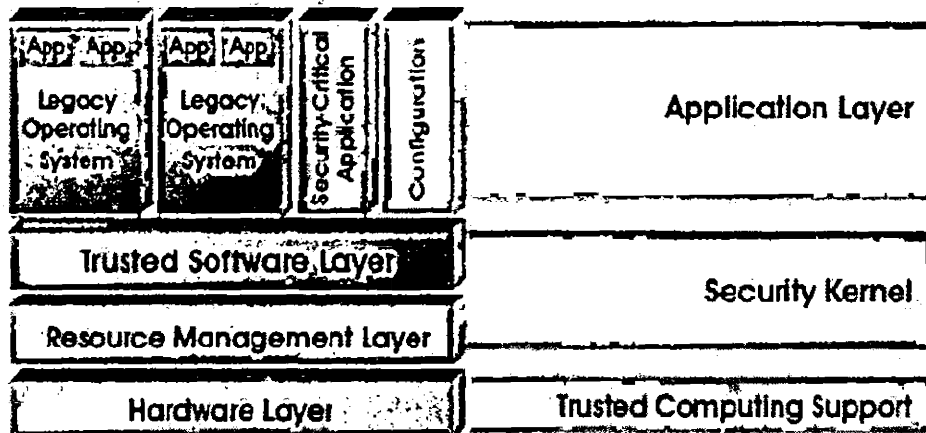 App App
Legacy
Operating
System
App App
Legacy
Operating
System
Security-Critical
Application
Configuration
Application Layer
Trusted Software Layer
Security Kernel
Resource Management Layer
Hardware Layer
Trusted Computing Support